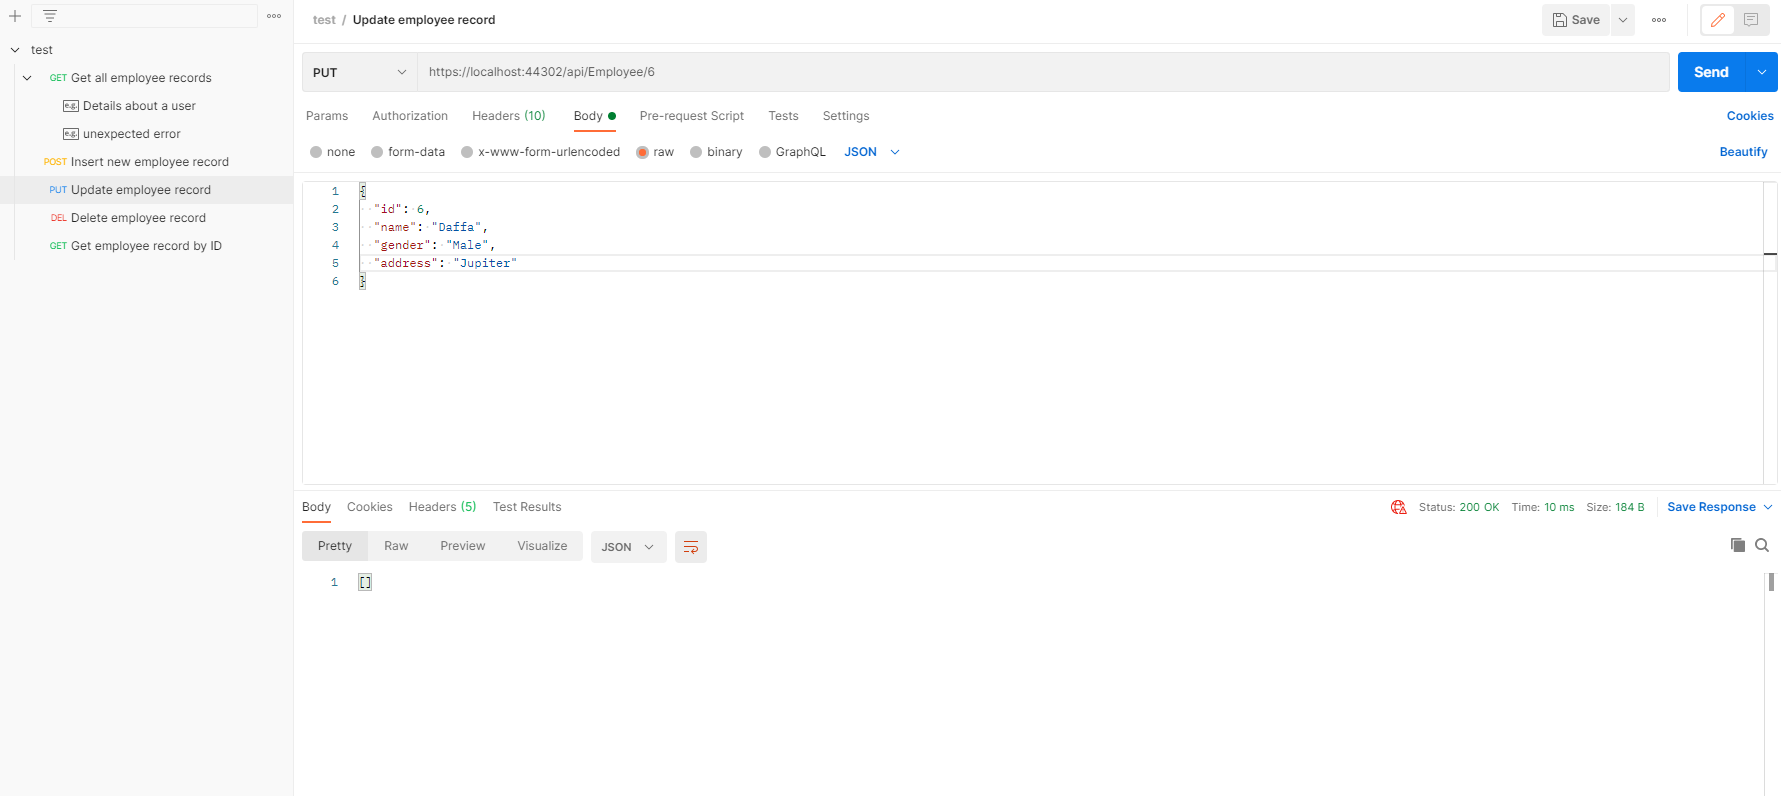 test / Update employee record
Save
test
GET Get all employee records
e.g. Details about a user
e.g. unexpected error
POST Insert new employee record
PUT Update employee record
DEL Delete employee record
GET Get employee record by ID
PUT https://localhost:44302/api/Employee/6 Send
Params Authorization Headers (10) Body Pre-request Script Tests Settings Cookies
none form-data x-www-form-urlencoded raw binary GraphQL JSON Beautify
1 {
2 "id": 6,
3 "name": "Daffa",
4 "gender": "Male",
5 "address": "Jupiter"
6 }
Body Cookies Headers (5) Test Results Status: 200 OK Time: 10 ms Size: 184 B Save Response
Pretty Raw Preview Visualize JSON
1 []